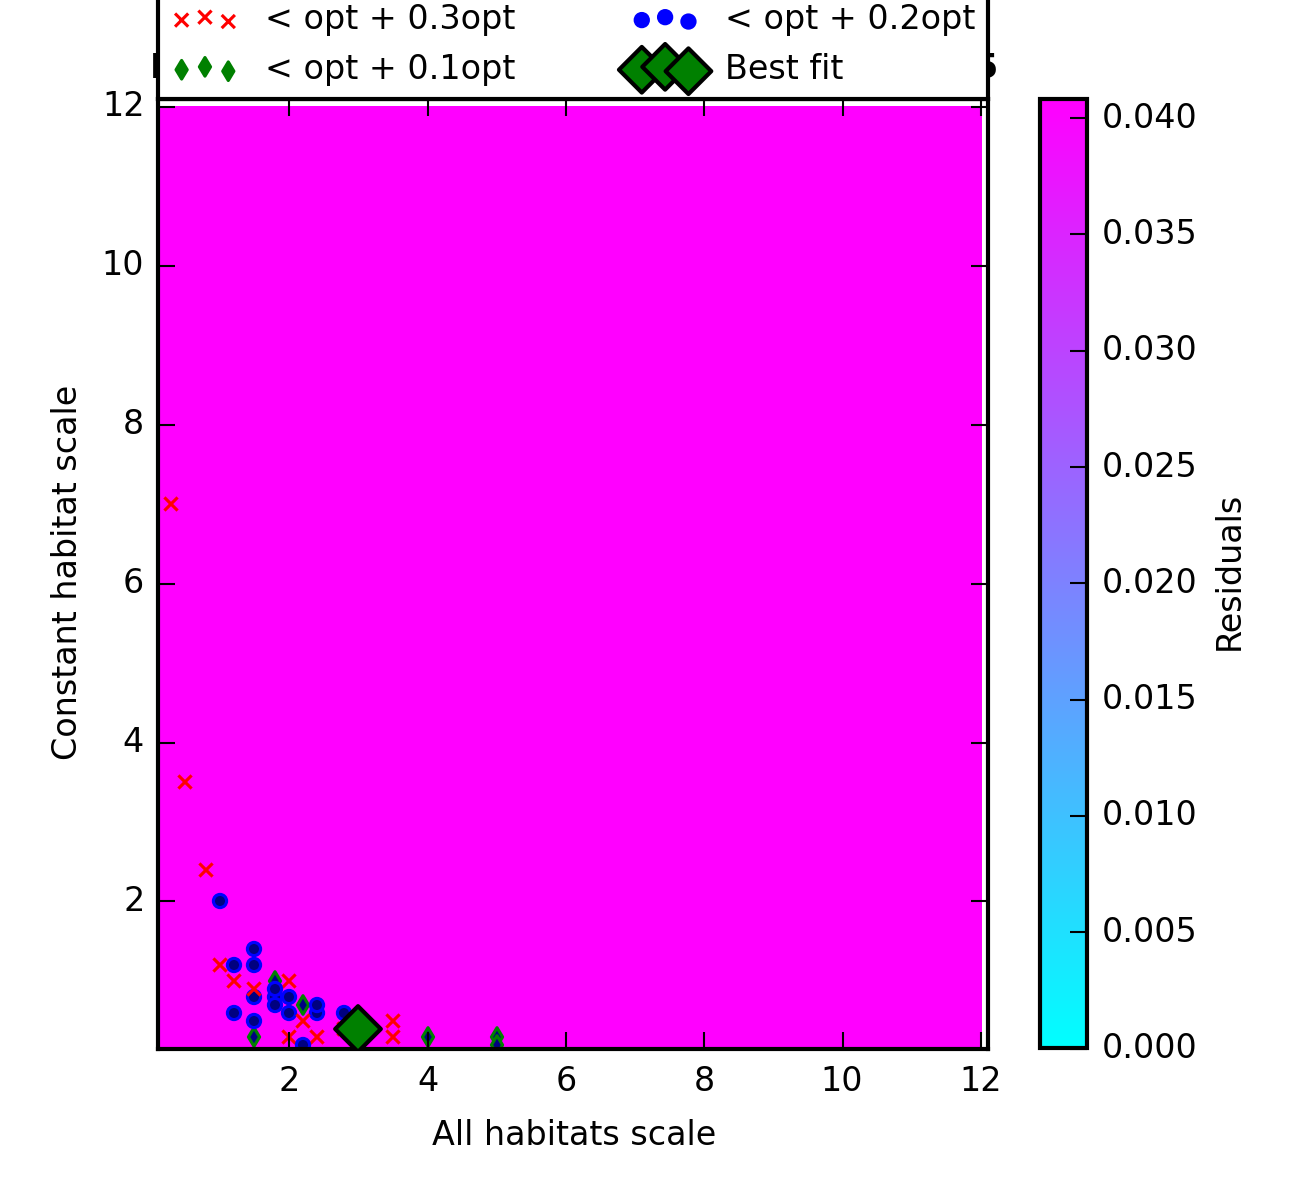 < opt + 0.3opt < opt + 0.2opt
< opt + 0.1opt Best fit
12
10
8
6
4
2
Constant habitat scale
2 4 6 8 10 12
All habitats scale
0.040
0.035
0.030
0.025
0.020
0.015
0.010
0.005
0.000
Residuals